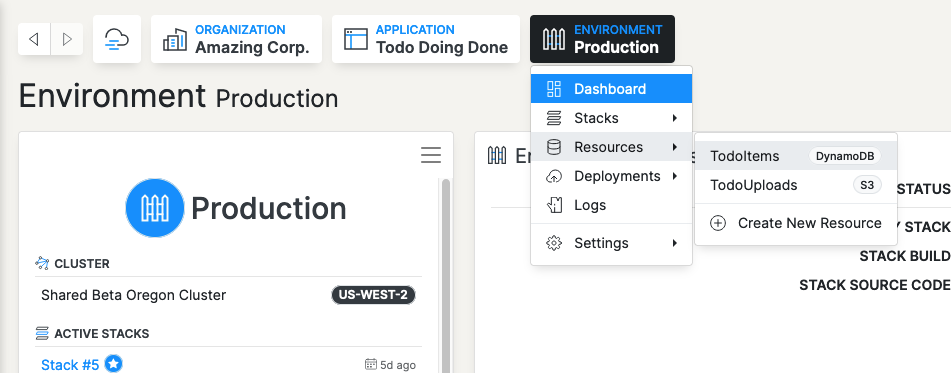 ORGANIZATION
Amazing Corp.
APPLICATION
Todo Doing Done
ENVIRONMENT
Production
Environment Production
Dashboard
Stacks
Resources
Deployments
Logs
Settings
TodoItems DynamoDB
TodoUploads S3
Create New Resource
Production
CLUSTER
Shared Beta Oregon Cluster US-WEST-2
ACTIVE STACKS
Stack #5 5d ago
STATUS
STACK
STACK BUILD
STACK SOURCE CODE